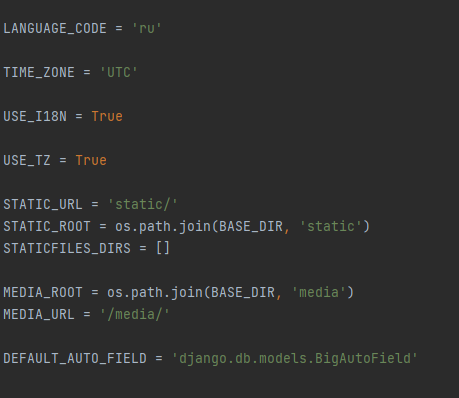 LANGUAGE_CODE = 'ru'
TIME_ZONE = 'UTC'
USE_I18N = True
USE_TZ = True
STATIC_URL = 'static/'
STATIC_ROOT = os.path.join(BASE_DIR, 'static')
STATICFILES_DIRS = []
MEDIA_ROOT = os.path.join(BASE_DIR, 'media')
MEDIA_URL = '/media/'
DEFAULT_AUTO_FIELD = 'django.db.models.BigAutoField'